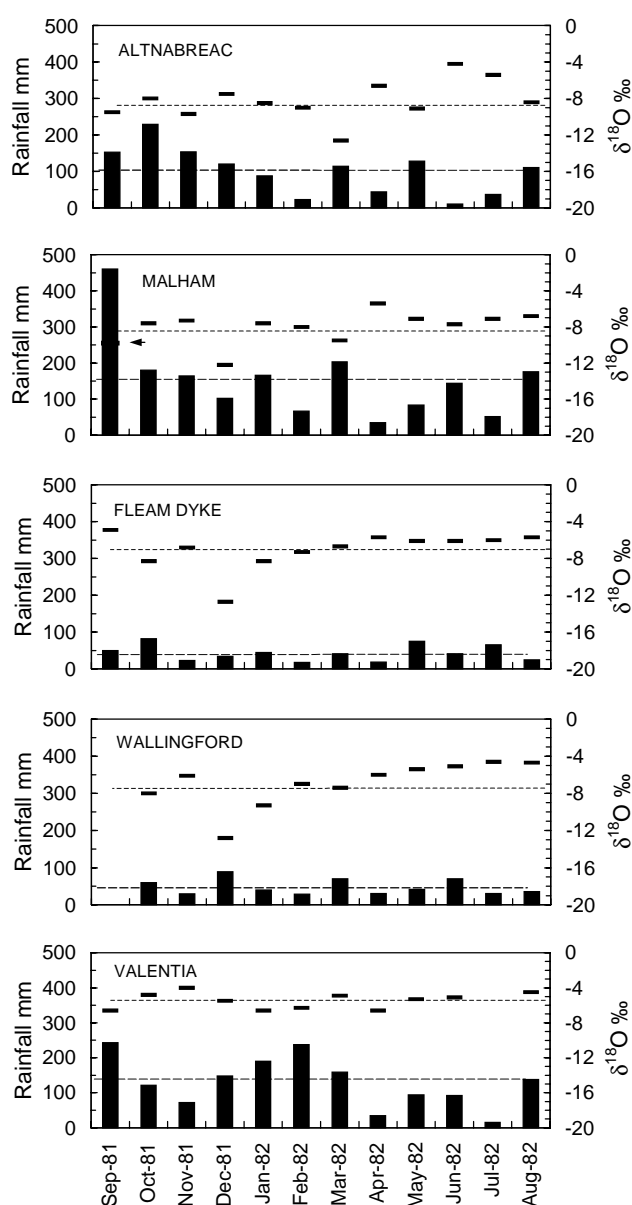 500 0
ALTNABREAC
400 -4
300 -8
200 -12
100 -16
0 -20
Rainfall mm
δ18O ‰
500 0
MALHAM
400 -4
300 -8
200 -12
100 -16
0 -20
Rainfall mm
δ18O ‰
500 0
FLEAM DYKE
400 -4
300 -8
200 -12
100 -16
0 -20
Rainfall mm
δ18O ‰
500 0
WALLINGFORD
400 -4
300 -8
200 -12
100 -16
0 -20
Rainfall mm
δ18O ‰
500 0
VALENTIA
400 -4
300 -8
200 -12
100 -16
0 -20
Rainfall mm
δ18O ‰
Sep-81
Oct-81
Nov-81
Dec-81
Jan-82
Feb-82
Mar-82
Apr-82
May-82
Jun-82
Jul-82
Aug-82